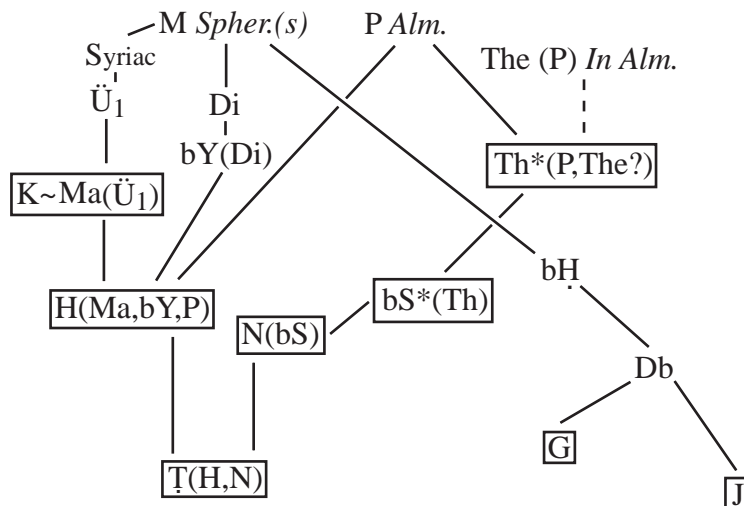 M Spher.(s)
P Alm.
Syriac
The (P) In Alm.
Ü1
Di
bY(Di)
Th*(P,The?)
K~Ma(Ü1)
bḤ
H(Ma,bY,P)
bS*(Th)
N(bS)
Db
G
Ṭ(H,N)
J